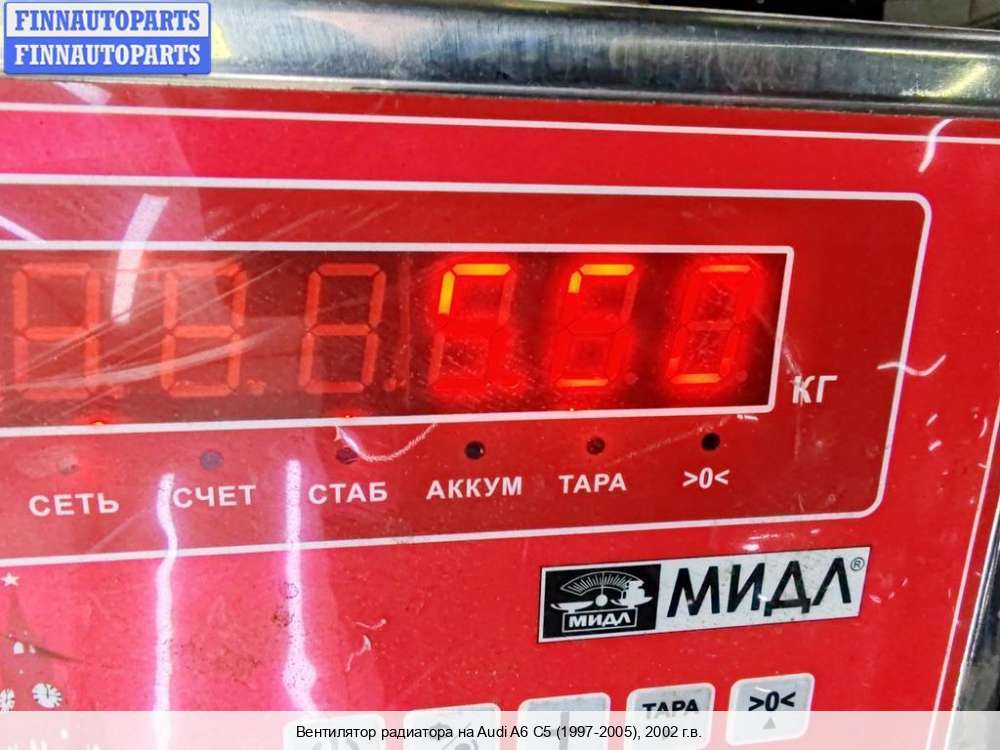 FINNAUTOPARTS
FINNAUTOPARTS
5.50
КГ
СЕТЬ СЧЕТ СТАБ АККУМ ТАРА >0<
МИДЛ МИДЛ®
ТАРА >0<
Вентилятор радиатора на Audi A6 C5 (1997-2005), 2002 г.в.